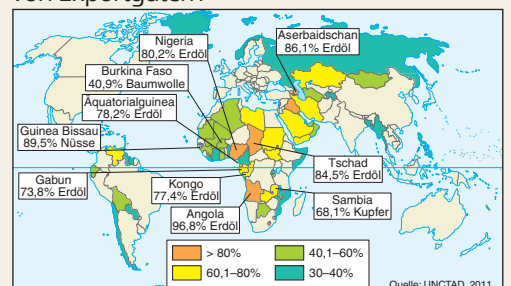 von Exportgütern
Nigeria
80,2% Erdöl
Aserbaidschan
86,1% Erdöl
Burkina Faso
40,9% Baumwolle
Äquatorialguinea
78,2% Erdöl
Guinea Bissau
89,5% Nüsse
Tschad
84,5% Erdöl
Gabun
73,8% Erdöl
Kongo
77,4% Erdöl
Sambia
68,1% Kupfer
Angola
96,8% Erdöl
> 80%
40,1–60%
60,1–80%
30–40%
Quelle: UNCTAD, 2011